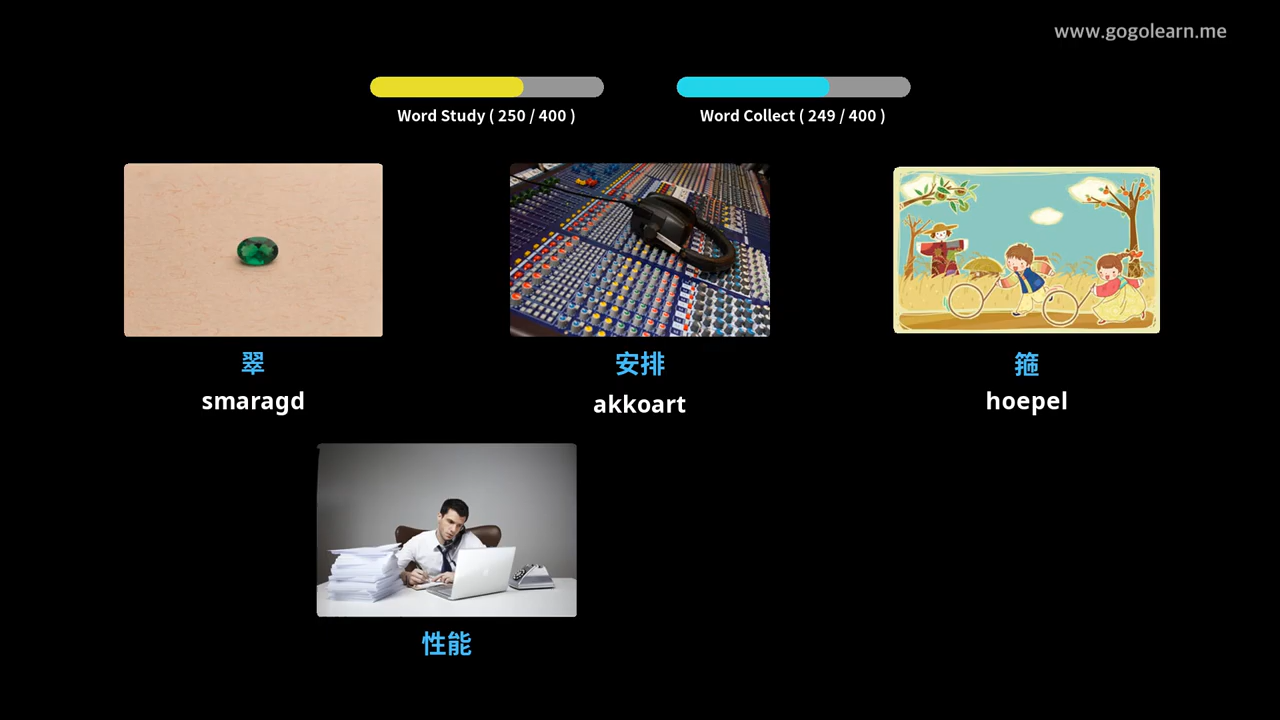 www.gogolearn.me
Word Study ( 250 / 400 )
Word Collect ( 249 / 400 )
翠
smaragd
安排
akkoart
箍
hoepel
性能